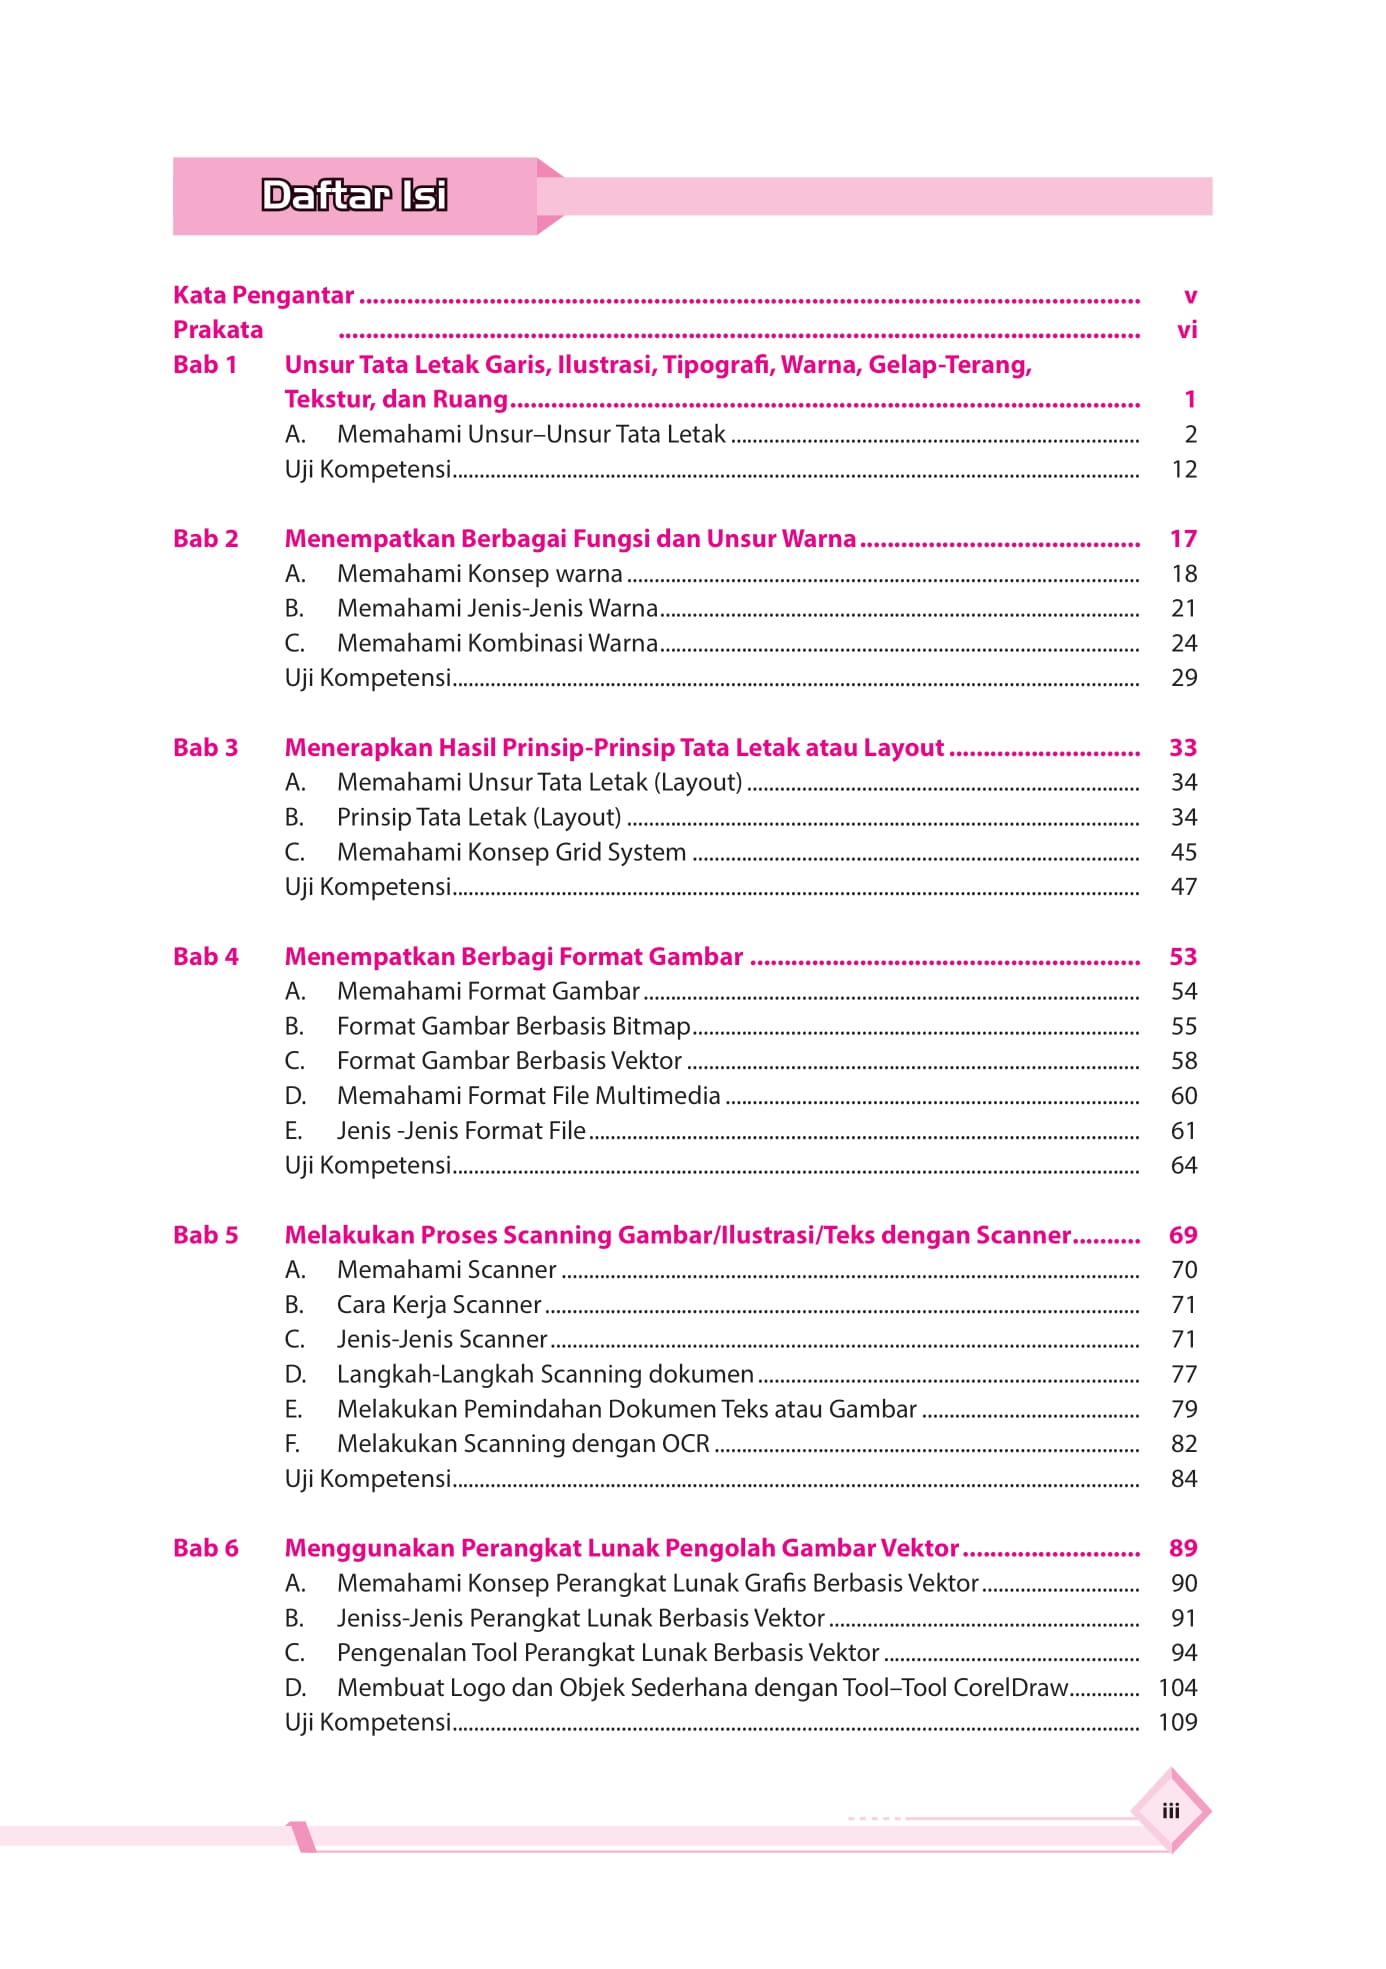 Daftar Isi
Kata Pengantar ........................ v
Prakata ........................ vi
Bab 1 Unsur Tata Letak Garis, Ilustrasi, Tipografi, Warna, Gelap-Terang,
Tekstur, dan Ruang ........................ 1
A. Memahami Unsur–Unsur Tata Letak ........................ 2
Uji Kompetensi ........................ 12
Bab 2 Menempatkan Berbagai Fungsi dan Unsur Warna ........................ 17
A. Memahami Konsep warna ........................ 18
B. Memahami Jenis-Jenis Warna ........................ 21
C. Memahami Kombinasi Warna ........................ 24
Uji Kompetensi ........................ 29
Bab 3 Menerapkan Hasil Prinsip-Prinsip Tata Letak atau Layout ........................ 33
A. Memahami Unsur Tata Letak (Layout) ........................ 34
B. Prinsip Tata Letak (Layout) ........................ 34
C. Memahami Konsep Grid System ........................ 45
Uji Kompetensi ........................ 47
Bab 4 Menempatkan Berbagi Format Gambar ........................ 53
A. Memahami Format Gambar ........................ 54
B. Format Gambar Berbasis Bitmap ........................ 55
C. Format Gambar Berbasis Vektor ........................ 58
D. Memahami Format File Multimedia ........................ 60
E. Jenis -Jenis Format File ........................ 61
Uji Kompetensi ........................ 64
Bab 5 Melakukan Proses Scanning Gambar/Ilustrasi/Teks dengan Scanner .......... 69
A. Memahami Scanner ........................ 70
B. Cara Kerja Scanner ........................ 71
C. Jenis-Jenis Scanner ........................ 71
D. Langkah-Langkah Scanning dokumen ........................ 77
E. Melakukan Pemindahan Dokumen Teks atau Gambar ........................ 79
F. Melakukan Scanning dengan OCR ........................ 82
Uji Kompetensi ........................ 84
Bab 6 Menggunakan Perangkat Lunak Pengolah Gambar Vektor ........................ 89
A. Memahami Konsep Perangkat Lunak Grafis Berbasis Vektor ........................ 90
B. Jeniss-Jenis Perangkat Lunak Berbasis Vektor ........................ 91
C. Pengenalan Tool Perangkat Lunak Berbasis Vektor ........................ 94
D. Membuat Logo dan Objek Sederhana dengan Tool–Tool CorelDraw ............. 104
Uji Kompetensi ........................ 109
iii